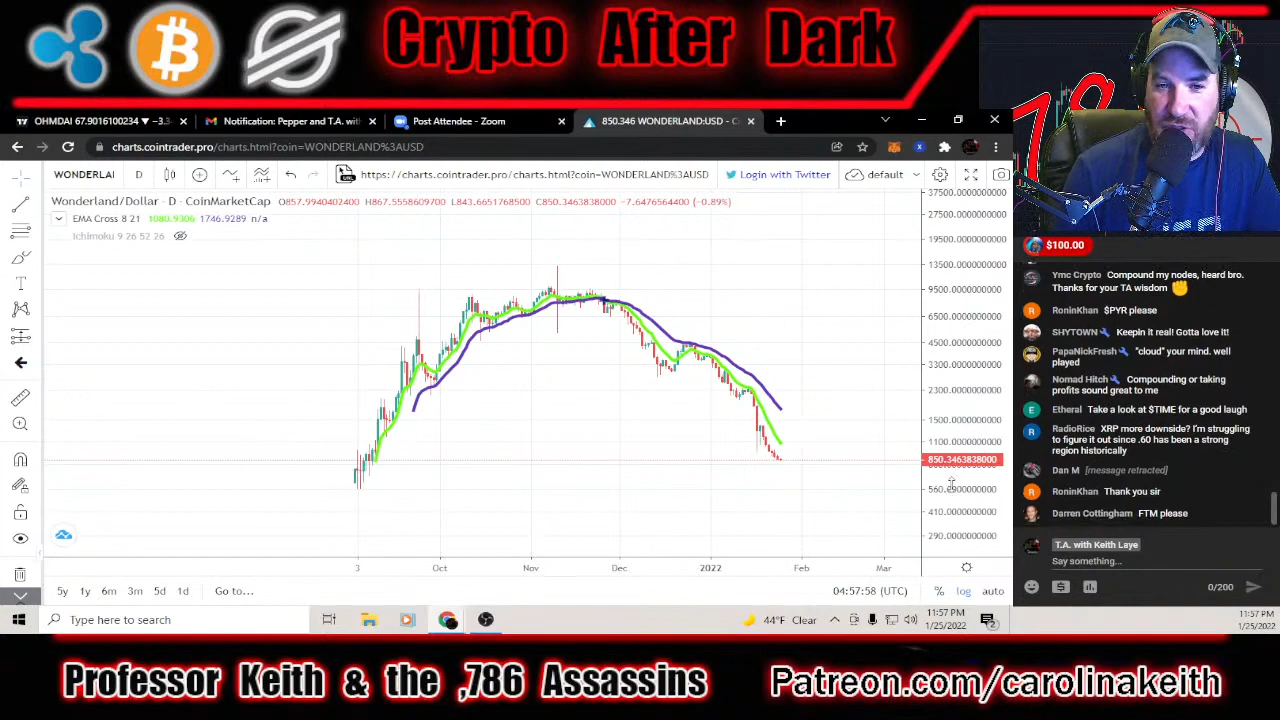 Crypto After Dark
OHMDAI 67.9016100234 ▼ −3.3
Notification: Pepper and T.A. wit
Post Attendee - Zoom
850.346 WONDERLAND:USD - C
charts.cointrader.pro/charts.html?coin=WONDERLAND%3AUSD
WONDERLAI
D
https://charts.cointrader.pro/charts.html?coin=WONDERLAND%3AUSD
Login with Twitter
default
Wonderland/Dollar · D · CoinMarketCap O857.9940402400 H867.5558609700 L843.6651768500 C850.3463838000 −7.6476564400 (−0.89%)
EMA Cross 8 21 1080.9306 1746.9289 n/a
Ichimoku 9 26 52 26
37500.0000000000
27500.0000000000
19500.0000000000
13500.0000000000
9500.0000000000
6500.0000000000
4500.0000000000
3300.0000000000
2300.0000000000
1500.0000000000
1100.0000000000
850.3463838000
560.0000000000
410.0000000000
290.0000000000
3 Oct Nov Dec 2022 Feb Mar
5y 1y 6m 3m 5d 1d Go to...
04:57:58 (UTC) % log auto
Type here to search
44°F Clear
11:57 PM
1/25/2022
2
$100.00
Ymc Crypto Compound my nodes, heard bro.
Thanks for your TA wisdom
RoninKhan $PYR please
SHYTOWN Keepin it real! Gotta love it!
PapaNickFresh "cloud" your mind. well
played
Nomad Hitch Compounding or taking
profits sound great to me
Etheral Take a look at $TIME for a good laugh
RadioRice XRP more downside? I'm struggling
to figure it out since .60 has been a strong
region historically
Dan M [message retracted]
RoninKhan Thank you sir
Darren Cottingham FTM please
T.A. with Keith Laye
Say something...
0/200
11:57 PM
1/25/2022
Professor Keith & the ,786 Assassins
Patreon.com/carolinakeith